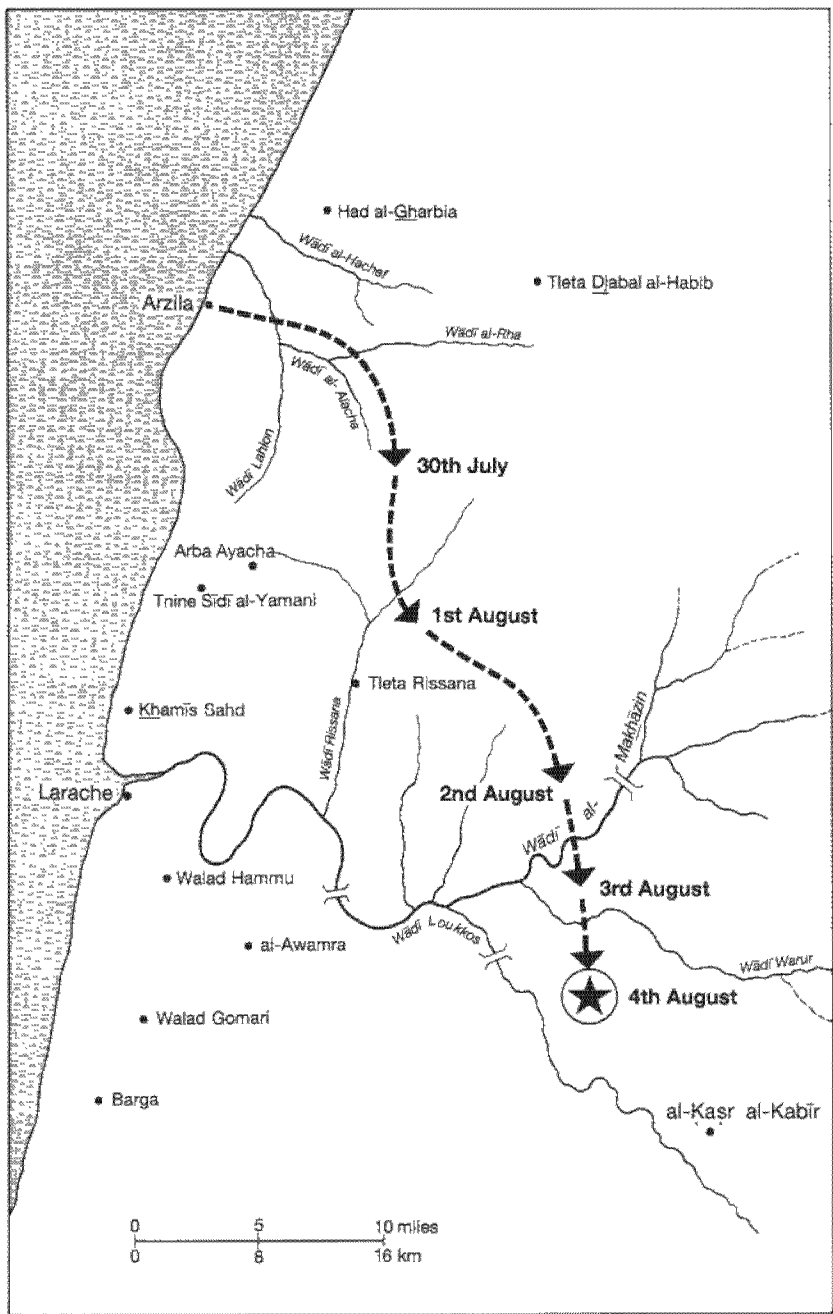 Had al-Gharbia
Wādī al-Hachef
Tleta Djabal al-Habib
Arzila
Wādī al-Rha
Wādī al-Alacha
Wādī Lahlon
30th July
Arba Ayacha
Tnine Sīdī al-Yamani
1st August
Tleta Rissana
Khamīs Sahd
Wādī Rissana
Wādī al-Makhāzin
Larache
2nd August
Walad Hammu
3rd August
Wādī Loukkos
al-Awamra
Wādī Warur
4th August
Walad Gomari
Barga
al-Kaṣr al-Kabīr
0 5 10 miles
0 8 16 km